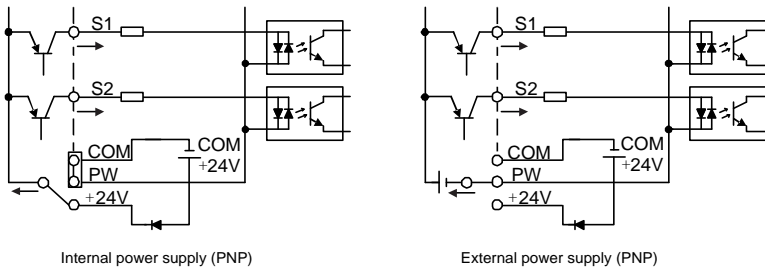 S1
S2
COM
COM
+24V
PW
+24V
Internal power supply (PNP)
S1
S2
COM
COM
+24V
PW
+24V
External power supply (PNP)